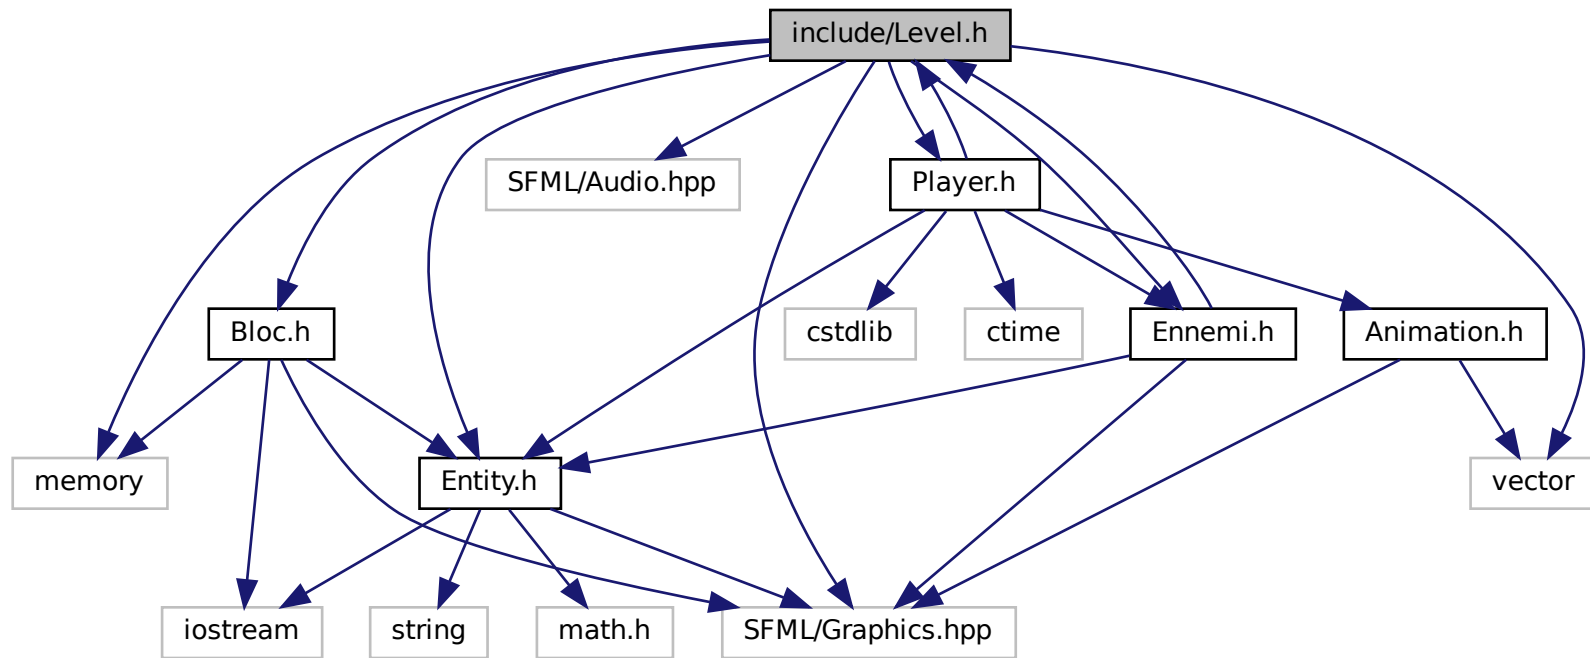 include/Level.h
SFML/Audio.hpp
Player.h
Bloc.h
cstdlib
ctime
Ennemi.h
Animation.h
memory
Entity.h
vector
iostream
string
math.h
SFML/Graphics.hpp